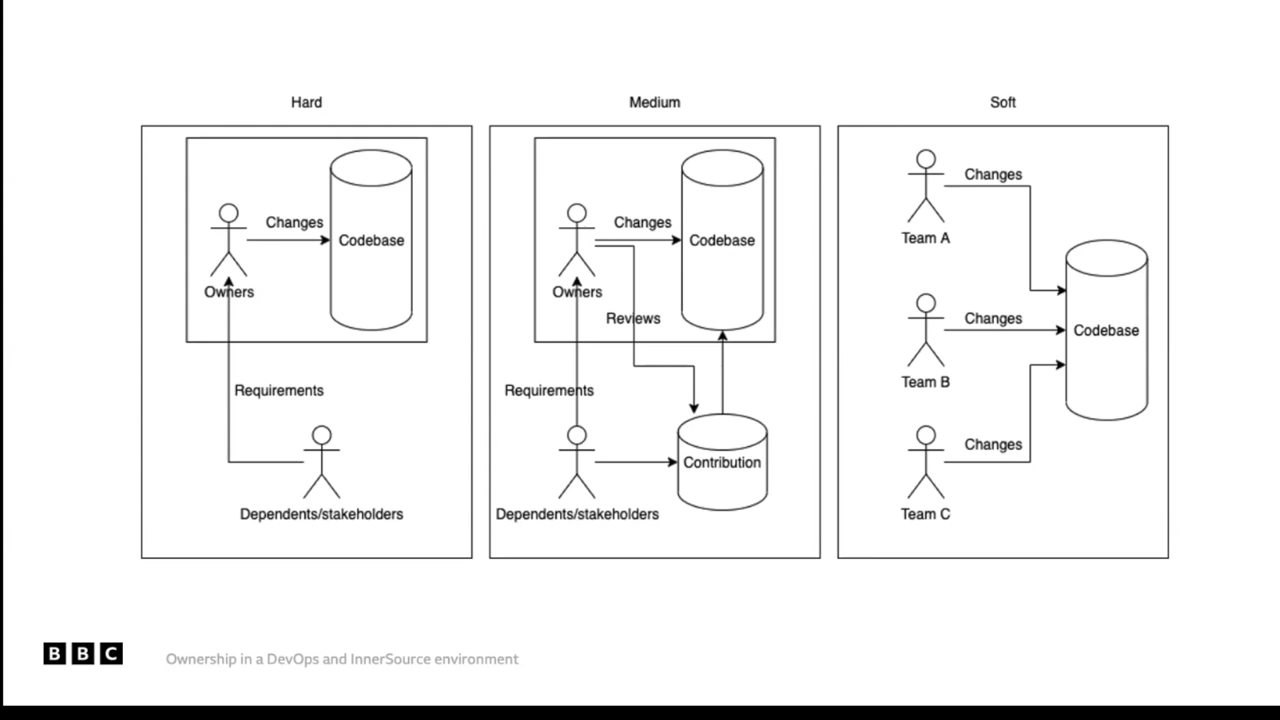 Hard
Changes
Codebase
Owners
Requirements
Dependents/stakeholders
Medium
Changes
Codebase
Owners
Reviews
Requirements
Contribution
Dependents/stakeholders
Soft
Changes
Team A
Changes
Codebase
Team B
Changes
Team C
BBC
Ownership in a DevOps and InnerSource environment